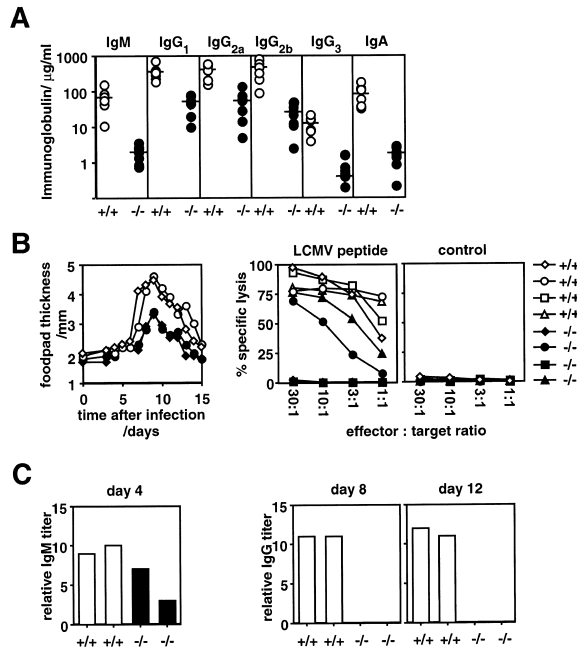 A
IgM IgG1 IgG2a IgG2b IgG3 IgA
Immunoglobulin/ µg/ml
1000
100
10
1
+/+ -/- +/+ -/- +/+ -/- +/+ -/- +/+ -/- +/+ -/-
B
footpad thickness
/mm
5
4
3
2
1
0 5 10 15
time after infection
/days
LCMV peptide control
% specific lysis
100
75
50
25
0
30:1 10:1 3:1 1:1 30:1 10:1 3:1 1:1
effector : target ratio
+/+
+/+
+/+
+/+
-/-
-/-
-/-
-/-
C
day 4
relative IgM titer
15
10
5
0
+/+ +/+ -/- -/-
day 8 day 12
relative IgG titer
15
10
5
0
+/+ +/+ -/- -/- +/+ +/+ -/- -/-